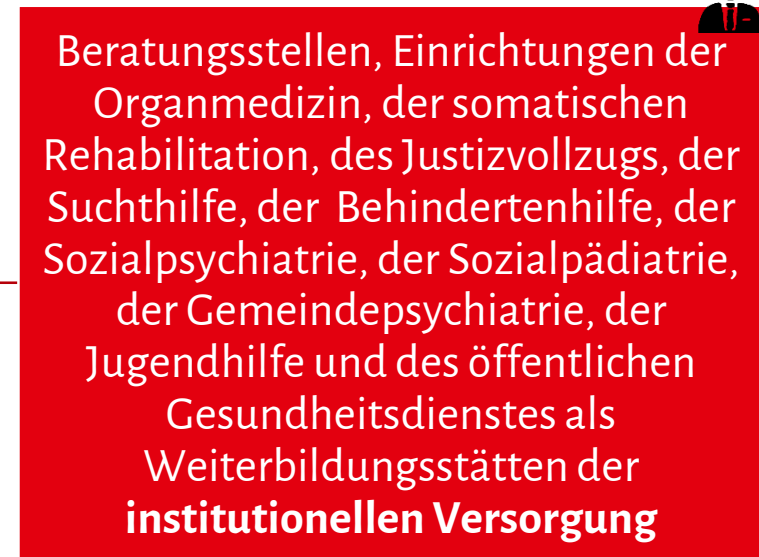 Beratungsstellen, Einrichtungen der
Organmedizin, der somatischen
Rehabilitation, des Justizvollzugs, der
Suchthilfe, der Behindertenhilfe, der
Sozialpsychiatrie, der Sozialpädiatrie,
der Gemeindepsychiatrie, der
Jugendhilfe und des öffentlichen
Gesundheitsdienstes als
Weiterbildungsstätten der
institutionellen Versorgung